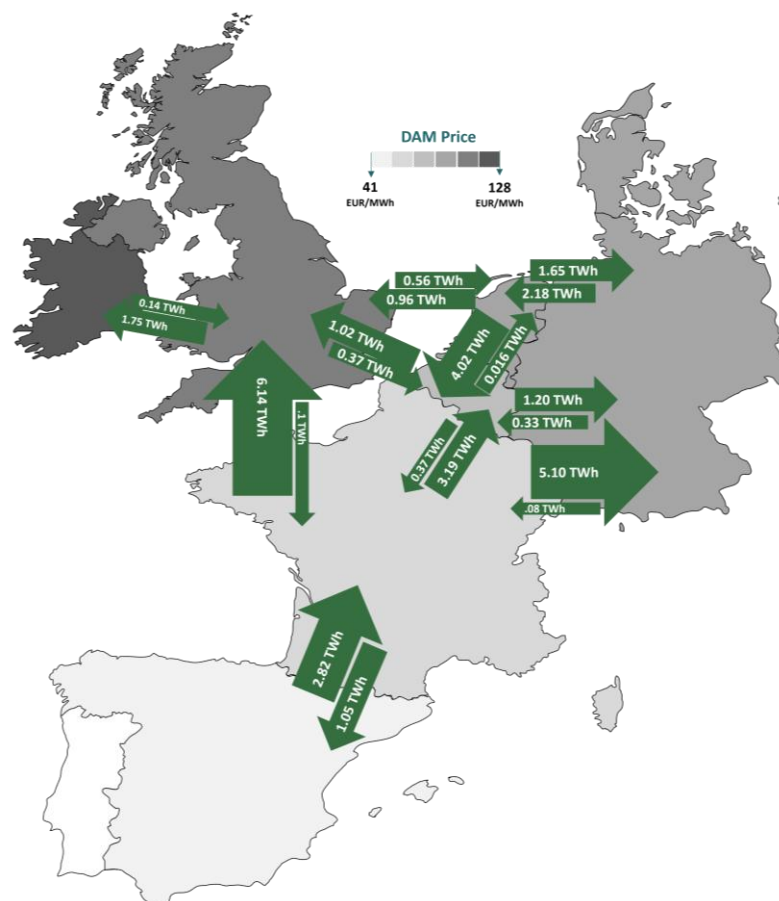 DAM Price
41
128
EUR/MWh
EUR/MWh
0.56 TWh
0.96 TWh
1.65 TWh
2.18 TWh
0.14 TWh
1.75 TWh
1.02 TWh
0.37 TWh
4.02 TWh
0.016 TWh
6.14 TWh
.1 TWh
1.20 TWh
0.33 TWh
0.37 TWh
3.19 TWh
5.10 TWh
.08 TWh
2.82 TWh
1.05 TWh